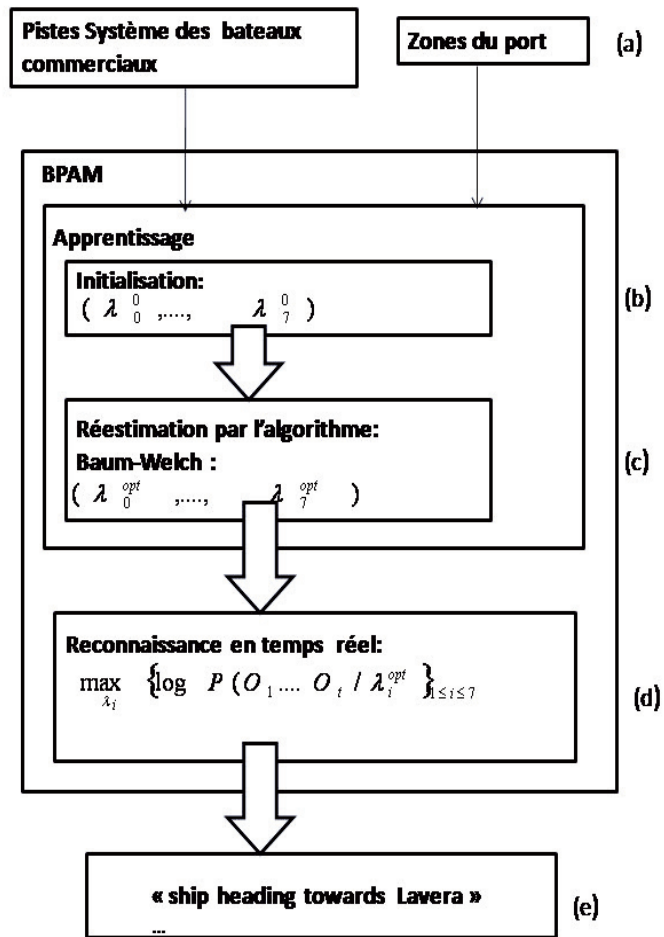 Pistes Système des bateaux
commerciaux
Zones du port
(a)
BPAM
Apprentissage
Initialisation:
( λ 0 0 ,...., λ 0 7 )
(b)
Réestimation par l'algorithme:
Baum-Welch :
( λ opt 0 ,...., λ opt 7 )
(c)
Reconnaissance en temps réel:
max λi {log P ( O 1 .... O t / λ i opt } 1≤i≤7
(d)
« ship heading towards Lavera »
...
(e)